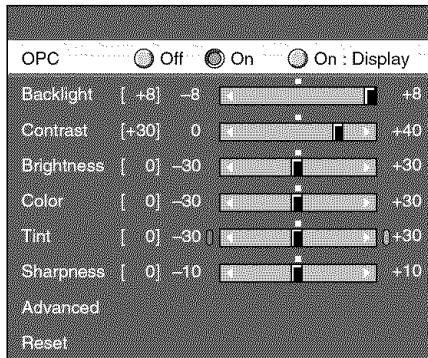 OPC Off On On : Display
Backlight [ +8] –8 +8
Contrast [+30] 0 +40
Brightness [ 0] –30 +30
Color [ 0] –30 +30
Tint [ 0] –30 +30
Sharpness [ 0] –10 +10
Advanced
Reset